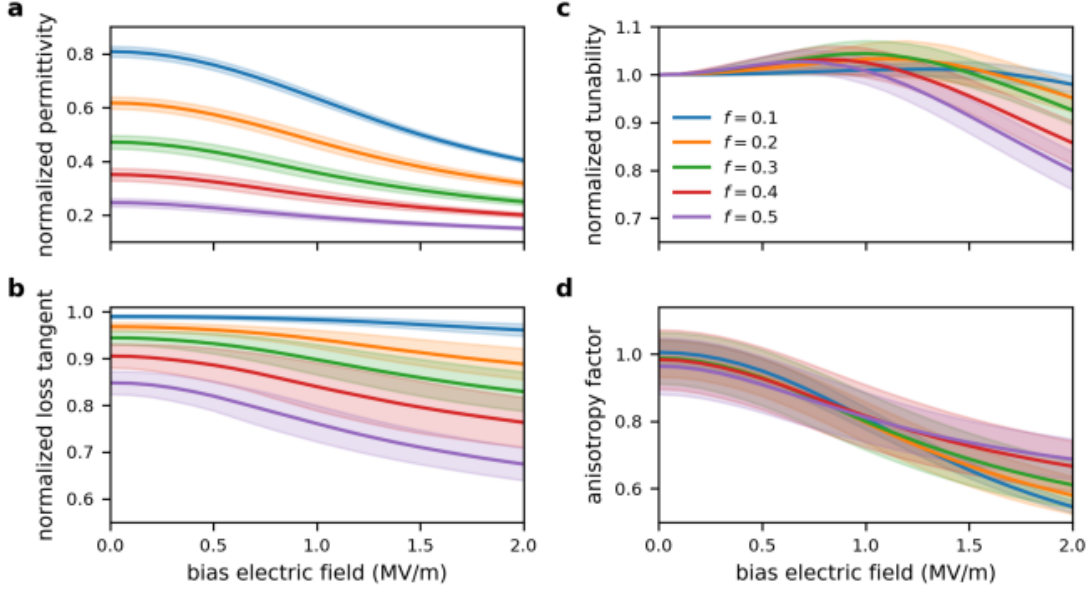 a
normalized permittivity
0.8
0.6
0.4
0.2
c
normalized tunability
1.1
1.0
0.9
0.8
0.7
f = 0.1
f = 0.2
f = 0.3
f = 0.4
f = 0.5
b
normalized loss tangent
1.0
0.9
0.8
0.7
0.6
0.0 0.5 1.0 1.5 2.0
bias electric field (MV/m)
d
anisotropy factor
1.0
0.8
0.6
0.0 0.5 1.0 1.5 2.0
bias electric field (MV/m)